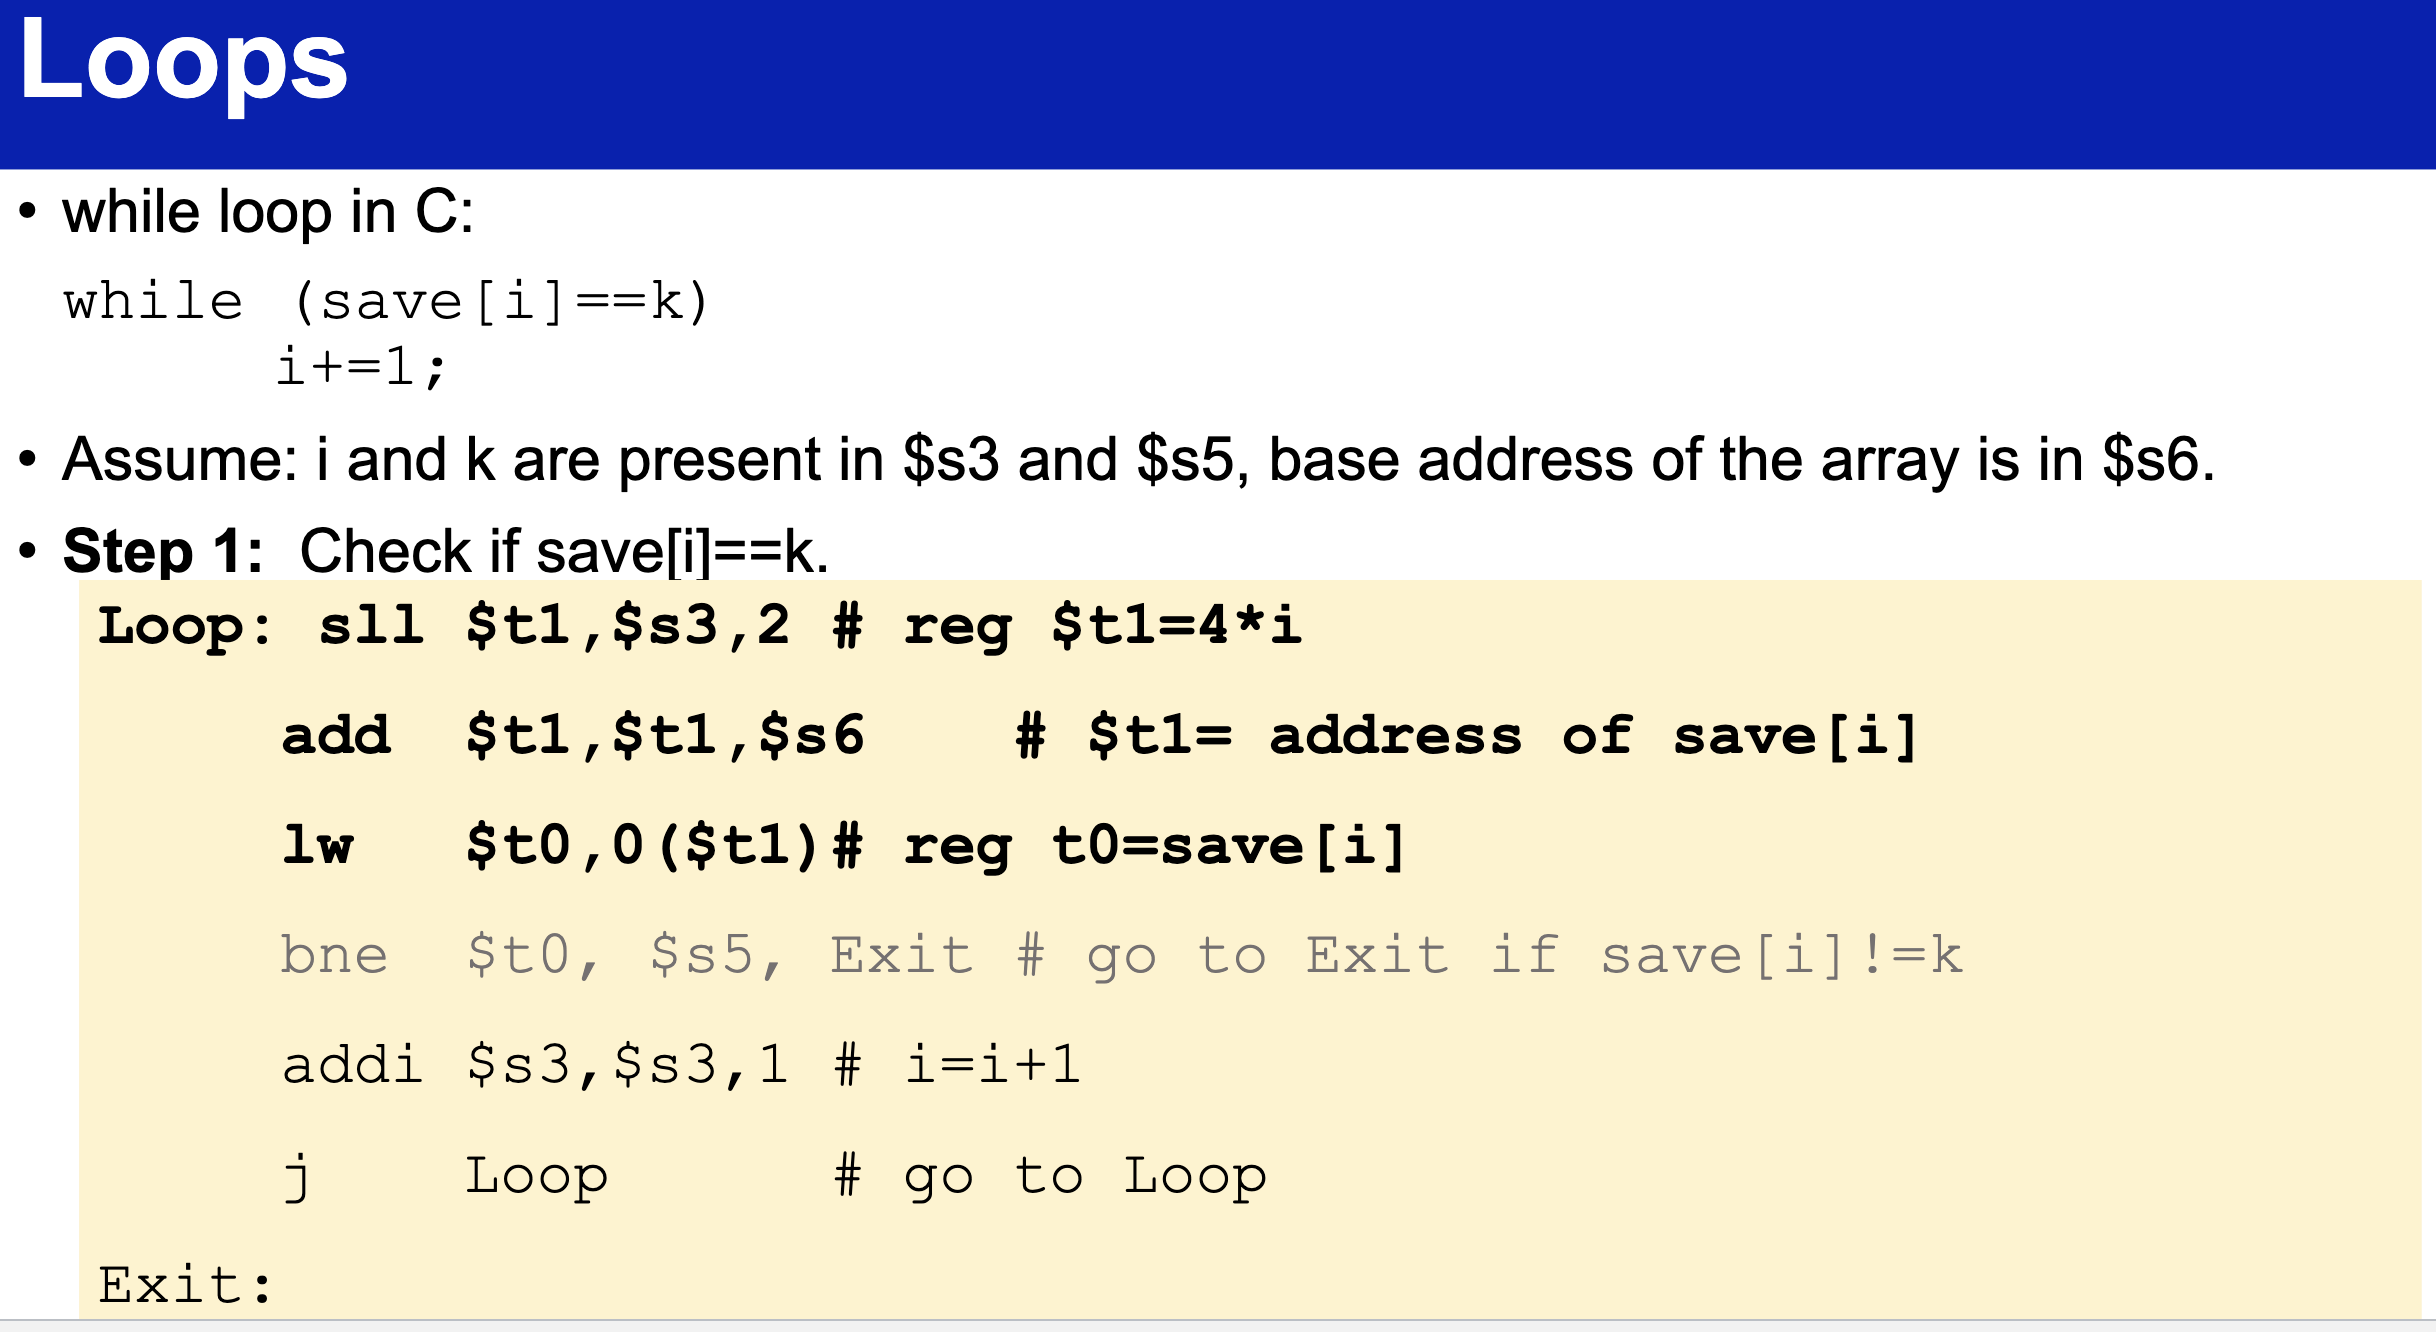 Loops
• while loop in C:
while (save[i]==k)
i+=1;
• Assume: i and k are present in $s3 and $s5, base address of the array is in $s6.
• Step 1: Check if save[i]==k.
Loop: sll $t1,$s3,2 # reg $t1=4*i
add $t1,$t1,$s6 # $t1= address of save[i]
lw $t0,0($t1)# reg t0=save[i]
bne $t0, $s5, Exit # go to Exit if save[i]!=k
addi $s3,$s3,1 # i=i+1
j Loop # go to Loop
Exit: